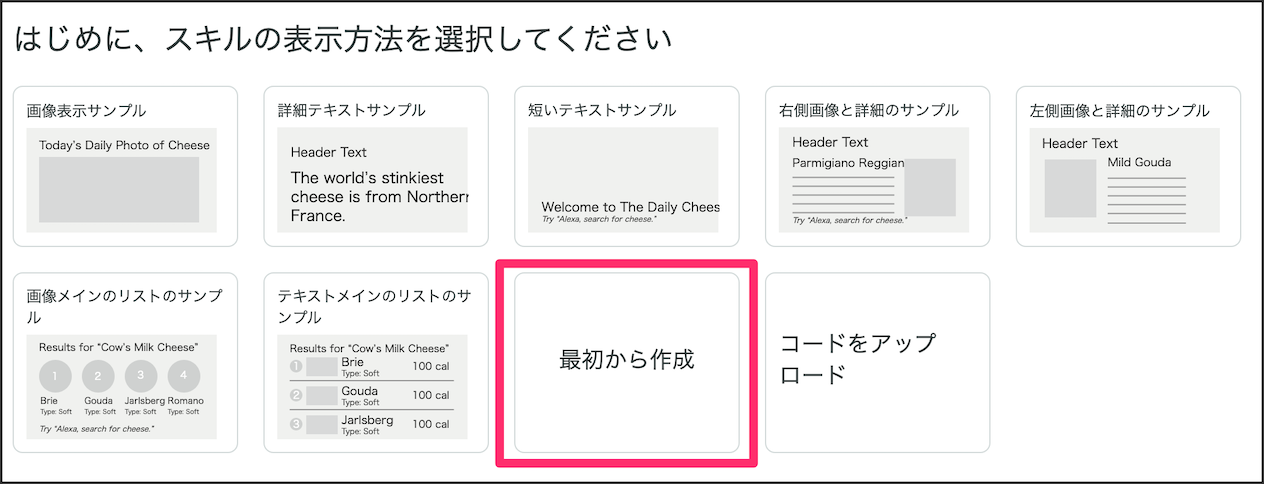 はじめに、スキルの表示方法を選択してください
画像表示サンプル
Today's Daily Photo of Cheese
詳細テキストサンプル
Header Text
The world's stinkiest
cheese is from Northern
France.
短いテキストサンプル
Welcome to The Daily Chees
Try "Alexa, search for cheese."
右側画像と詳細のサンプル
Header Text
Parmigiano Reggian
Try "Alexa, search for cheese."
左側画像と詳細のサンプル
Header Text
Mild Gouda
画像メインのリストのサンプ
ル
Results for "Cow's Milk Cheese"
1 2 3 4
Brie Gouda Jarlsberg Romano
Type: Soft Type: Soft Type: Soft Type: Soft
Try "Alexa, search for cheese."
テキストメインのリストのサ
ンプル
Results for "Cow's Milk Cheese"
1 Brie 100 cal
Type: Soft
2 Gouda 100 cal
Type: Soft
3 Jarlsberg 100 cal
Type: Soft
最初から作成
コードをアップ
ロード